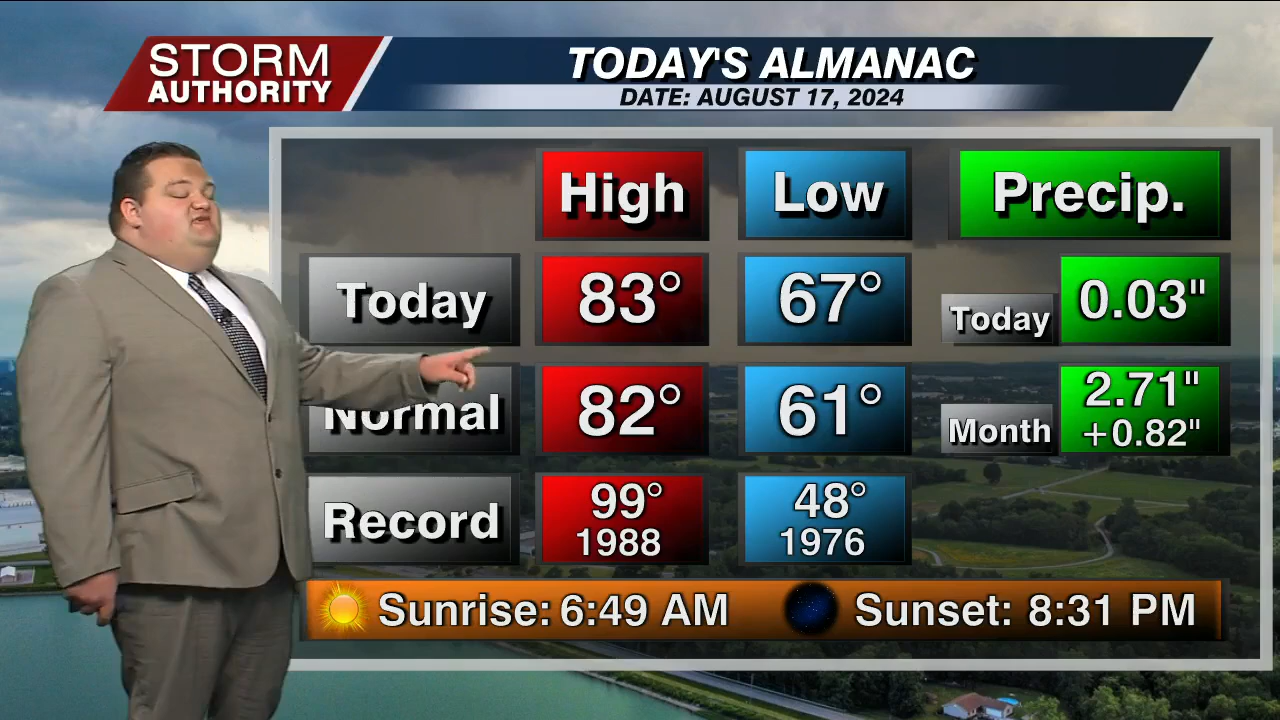 STORM
AUTHORITY
TODAY'S ALMANAC
DATE: AUGUST 17, 2024
High
Low
Precip.
Today
83°
67°
Today
0.03"
Normal
82°
61°
Month
2.71"
+0.82"
Record
99°
1988
48°
1976
Sunrise: 6:49 AM
Sunset: 8:31 PM